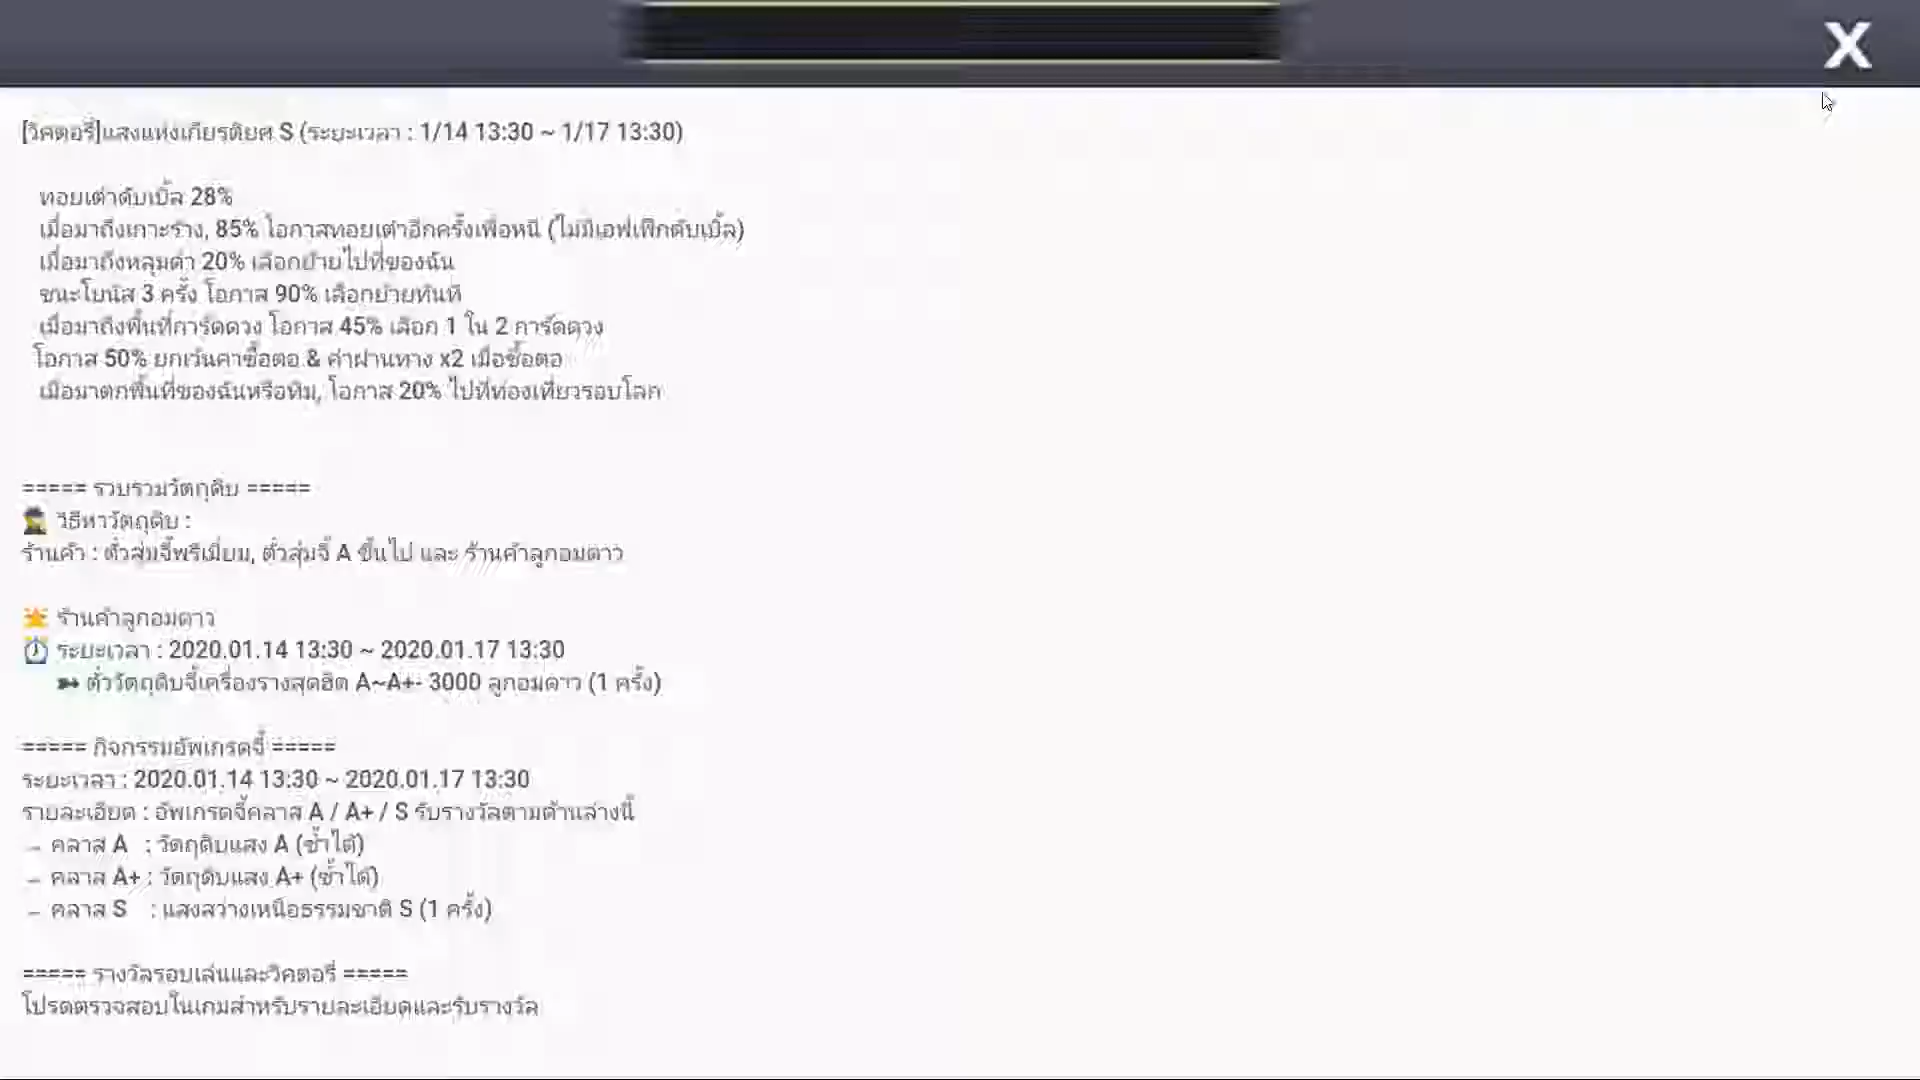 X
[วิคตอรี่]แสงแห่งเกียรติยศ S (ระยะเวลา : 1/14 13:30 ~ 1/17 13:30)
ทอยเต๋าดับเบิ้ล 28%
เมื่อมาถึงเกาะร้าง, 85% โอกาสทอยเต๋าอีกครั้งเพื่อหนี (ไม่มีเอฟเฟ็กดับเบิ้ล)
เมื่อมาถึงหลุมดำ 20% เลือกย้ายไปที่ของฉัน
ชนะโบนัส 3 ครั้ง โอกาส 90% เลือกย้ายทันที
เมื่อมาถึงพื้นที่การ์ดดวง โอกาส 45% เลือก 1 ใน 2 การ์ดดวง
โอกาส 50% ยกเว้นค่าซื้อต่อ & ค่าผ่านทาง x2 เมื่อซื้อต่อ
เมื่อมาตกพื้นที่ของฉันหรือทีม, โอกาส 20% ไปที่ท่องเที่ยวรอบโลก
===== รวบรวมวัตถุดิบ =====
วิธีหาวัตถุดิบ :
ร้านค้า : ตั๋วสุ่มจี้พรีเมี่ยม, ตั๋วสุ่มจี้ A ขึ้นไป และ ร้านค้าลูกอมดาว
ร้านค้าลูกอมดาว
ระยะเวลา : 2020.01.14 13:30 ~ 2020.01.17 13:30
➽ ตั๋ววัตถุดิบจี้เครื่องรางสุดฮิต A~A+- 3000 ลูกอมดาว (1 ครั้ง)
===== กิจกรรมอัพเกรดจี้ =====
ระยะเวลา : 2020.01.14 13:30 ~ 2020.01.17 13:30
รายละเอียด : อัพเกรดจี้คลาส A / A+ / S รับรางวัลตามด้านล่างนี้
– คลาส A : วัตถุดิบแสง A (ซ้ำได้)
– คลาส A+ : วัตถุดิบแสง A+ (ซ้ำได้)
– คลาส S : แสงสว่างเหนือธรรมชาติ S (1 ครั้ง)
===== รางวัลรอบเล่นและวิคตอรี่ =====
โปรดตรวจสอบในเกมสำหรับรายละเอียดและรับรางวัล